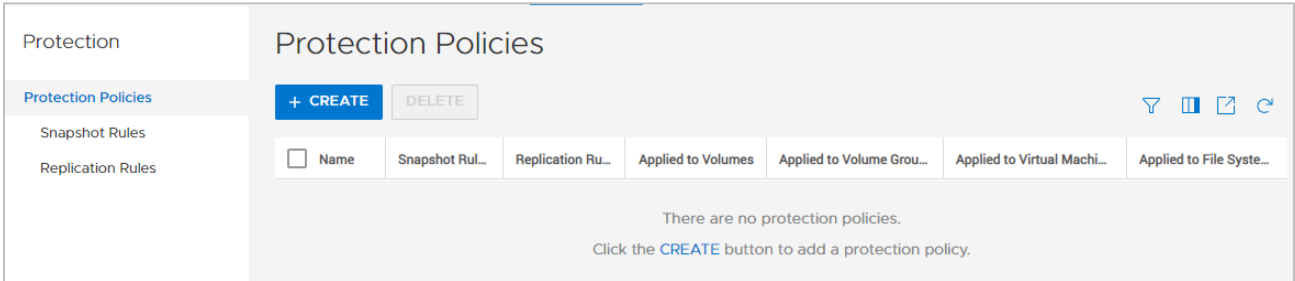 Protection
Protection Policies
Snapshot Rules
Replication Rules
Protection Policies
+ CREATE DELETE
Name Snapshot Rul... Replication Ru... Applied to Volumes Applied to Volume Grou... Applied to Virtual Machi... Applied to File Syste...
There are no protection policies.
Click the CREATE button to add a protection policy.